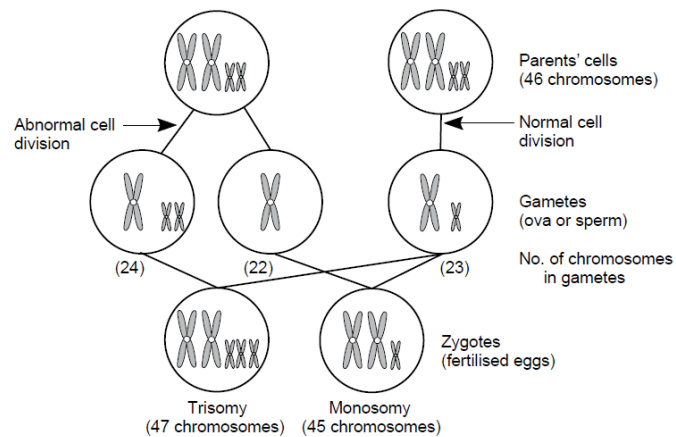 Parents' cells
(46 chromosomes)
Abnormal cell
division
Normal cell
division
Gametes
(ova or sperm)
(24)
(22)
(23)
No. of chromosomes
in gametes
Zygotes
(fertilised eggs)
Trisomy
(47 chromosomes)
Monosomy
(45 chromosomes)